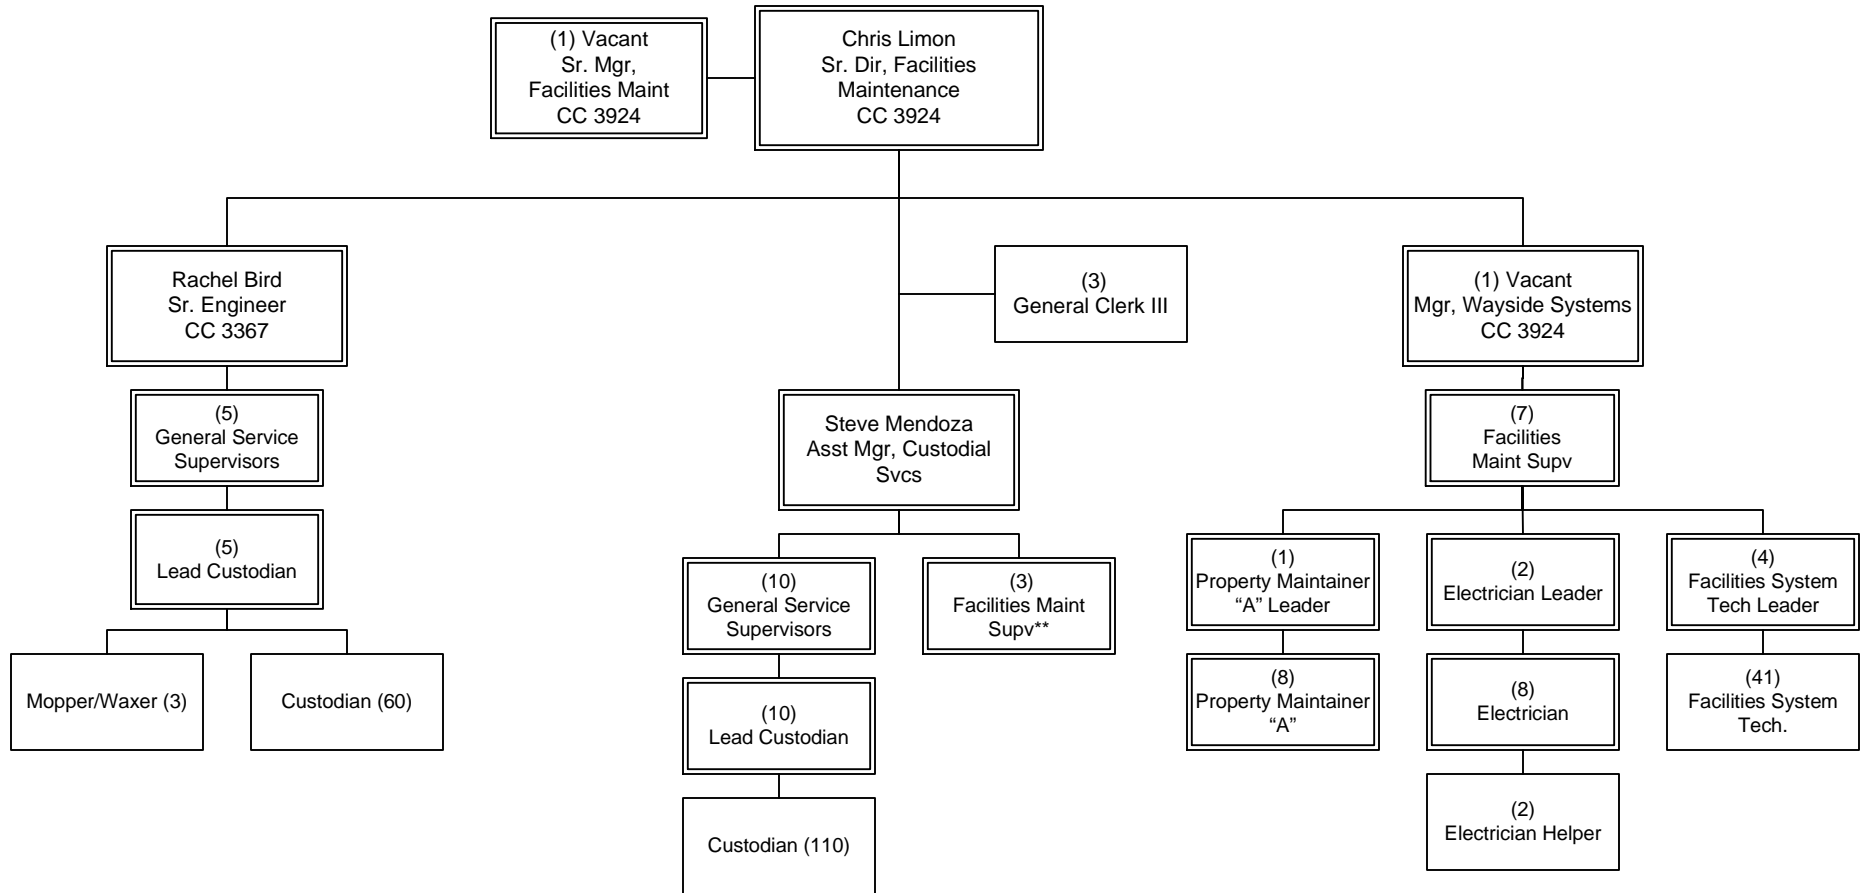 (1) Vacant
Sr. Mgr,
Facilities Maint
CC 3924
Chris Limon
Sr. Dir, Facilities
Maintenance
CC 3924
Rachel Bird
Sr. Engineer
CC 3367
(3)
General Clerk III
(1) Vacant
Mgr, Wayside Systems
CC 3924
(5)
General Service
Supervisors
Steve Mendoza
Asst Mgr, Custodial
Svcs
(7)
Facilities
Maint Supv
(5)
Lead Custodian
(10)
General Service
Supervisors
(3)
Facilities Maint
Supv**
(1)
Property Maintainer
“A” Leader
(2)
Electrician Leader
(4)
Facilities System
Tech Leader
Mopper/Waxer (3)
Custodian (60)
(10)
Lead Custodian
(8)
Property Maintainer
“A”
(8)
Electrician
(41)
Facilities System
Tech.
Custodian (110)
(2)
Electrician Helper